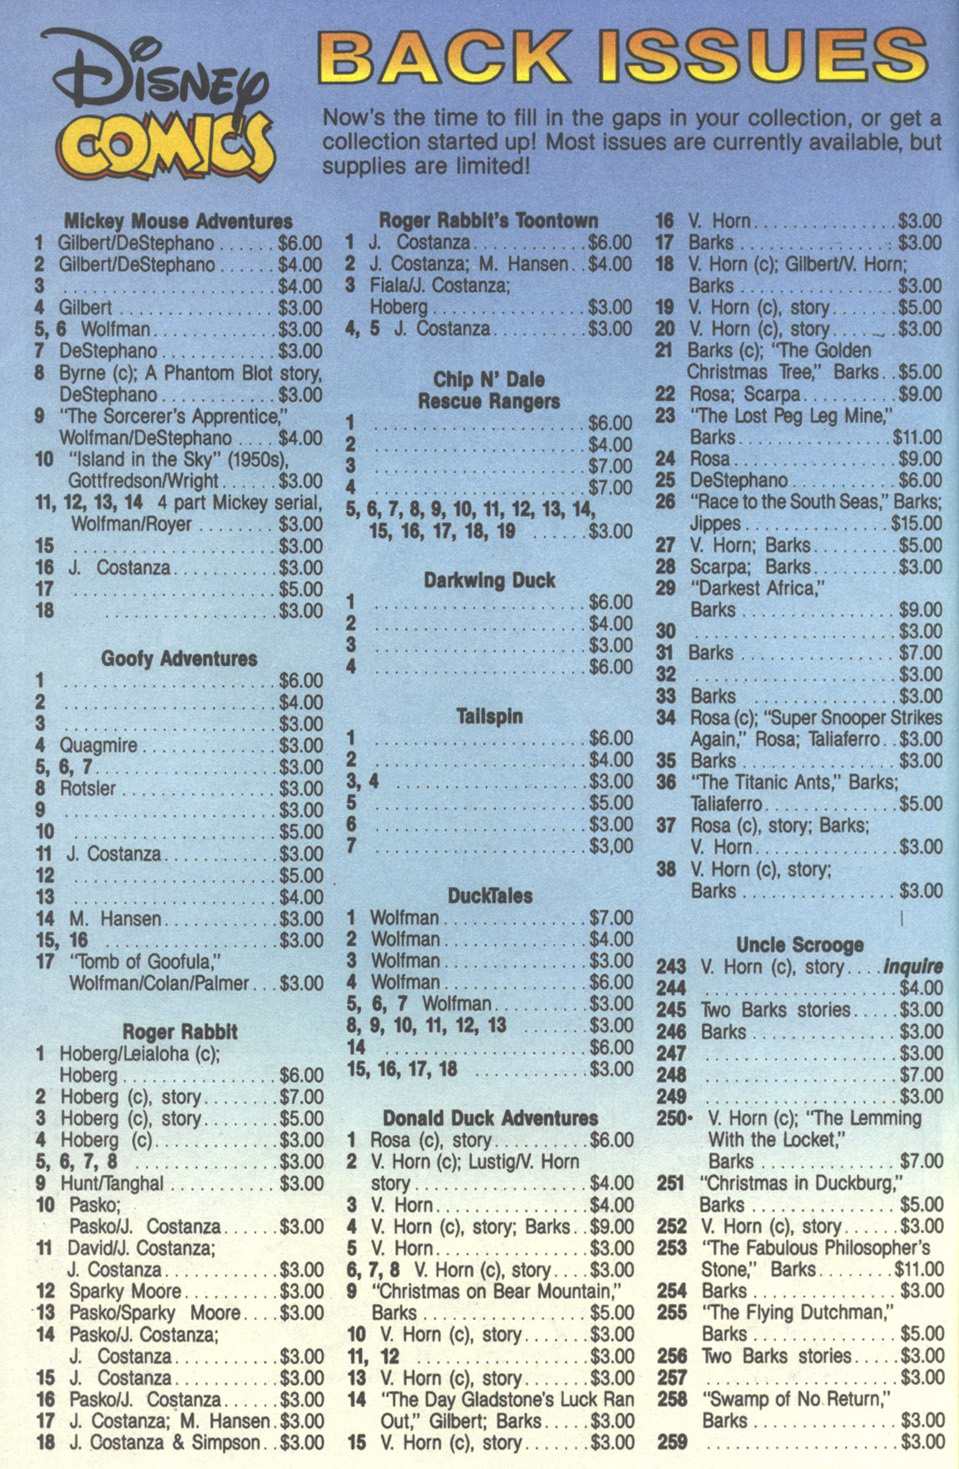 DISNEY
COMICS
BACK ISSUES
Now's the time to fill in the gaps in your collection, or get a
collection started up! Most issues are currently available, but
supplies are limited!
Mickey Mouse Adventures
1 Gilbert/DeStephano . . . . . . $6.00
2 Gilbert/DeStephano . . . . . . $4.00
3 . . . . . . $4.00
4 Gilbert . . . . . . $3.00
5, 6 Wolfman . . . . . . $3.00
7 DeStephano . . . . . . $3.00
8 Byrne (c); A Phantom Blot story,
DeStephano . . . . . . $3.00
9 "The Sorcerer's Apprentice,"
Wolfman/DeStephano . . . . $4.00
10 "Island in the Sky" (1950s),
Gottfredson/Wright . . . . . . $3.00
11, 12, 13, 14 4 part Mickey serial,
Wolfman/Royer . . . . . . $3.00
15 . . . . . . $3.00
16 J. Costanza . . . . . . $3.00
17 . . . . . . $5.00
18 . . . . . . $3.00
Goofy Adventures
1 . . . . . . $6.00
2 . . . . . . $4.00
3 . . . . . . $3.00
4 Quagmire . . . . . . $3.00
5, 6, 7 . . . . . . $3.00
8 Rotsler . . . . . . $3.00
9 . . . . . . $3.00
10 . . . . . . $5.00
11 J. Costanza . . . . . . $3.00
12 . . . . . . $5.00
13 . . . . . . $4.00
14 M. Hansen . . . . . . $3.00
15, 16 . . . . . . $3.00
17 "Tomb of Goofula,"
Wolfman/Colan/Palmer . . . $3.00
Roger Rabbit
1 Hoberg/Leialoha (c);
Hoberg . . . . . . $6.00
2 Hoberg (c), story . . . . . . $7.00
3 Hoberg (c), story . . . . . . $5.00
4 Hoberg (c) . . . . . . $3.00
5, 6, 7, 8 . . . . . . $3.00
9 Hunt/Tanghal . . . . . . $3.00
10 Pasko;
Pasko/J. Costanza . . . . . . $3.00
11 David/J. Costanza;
J. Costanza . . . . . . $3.00
12 Sparky Moore . . . . . . $3.00
13 Pasko/Sparky Moore . . . . $3.00
14 Pasko/J. Costanza;
J. Costanza . . . . . . $3.00
15 J. Costanza . . . . . . $3.00
16 Pasko/J. Costanza . . . . . . $3.00
17 J. Costanza; M. Hansen . $3.00
18 J. Costanza & Simpson . . $3.00
Roger Rabbit's Toontown
1 J. Costanza . . . . . . $6.00
2 J. Costanza; M. Hansen . . $4.00
3 Fiala/J. Costanza;
Hoberg . . . . . . $3.00
4, 5 J. Costanza . . . . . . $3.00
Chip N' Dale
Rescue Rangers
1 . . . . . . $6.00
2 . . . . . . $4.00
3 . . . . . . $7.00
4 . . . . . . $7.00
5, 6, 7, 8, 9, 10, 11, 12, 13, 14,
15, 16, 17, 18, 19 . . . . . . $3.00
Darkwing Duck
1 . . . . . . $6.00
2 . . . . . . $4.00
3 . . . . . . $3.00
4 . . . . . . $6.00
Tailspin
1 . . . . . . $6.00
2 . . . . . . $4.00
3, 4 . . . . . . $3.00
5 . . . . . . $5.00
6 . . . . . . $3.00
7 . . . . . . $3,00
DuckTales
1 Wolfman . . . . . . $7.00
2 Wolfman . . . . . . $4.00
3 Wolfman . . . . . . $3.00
4 Wolfman . . . . . . $6.00
5, 6, 7 Wolfman . . . . . . $3.00
8, 9, 10, 11, 12, 13 . . . . . . $3.00
14 . . . . . . $6.00
15, 16, 17, 18 . . . . . . $3.00
Donald Duck Adventures
1 Rosa (c), story . . . . . . $6.00
2 V. Horn (c); Lustig/V. Horn
story . . . . . . $4.00
3 V. Horn . . . . . . $4.00
4 V. Horn (c), story; Barks . . $9.00
5 V. Horn . . . . . . $3.00
6, 7, 8 V. Horn (c), story . . . . $3.00
9 "Christmas on Bear Mountain,"
Barks . . . . . . $5.00
10 V. Horn (c), story . . . . . . $3.00
11, 12 . . . . . . $3.00
13 V. Horn (c), story . . . . . . $3.00
14 "The Day Gladstone's Luck Ran
Out," Gilbert; Barks . . . . $3.00
15 V. Horn (c), story . . . . . . $3.00
16 V. Horn . . . . . . $3.00
17 Barks . . . . . . $3.00
18 V. Horn (c); Gilbert/V. Horn;
Barks . . . . . . $3.00
19 V. Horn (c), story . . . . . . $5.00
20 V. Horn (c), story . . . . . . $3.00
21 Barks (c); "The Golden
Christmas Tree," Barks . . $5.00
22 Rosa; Scarpa . . . . . . $9.00
23 "The Lost Peg Leg Mine,"
Barks . . . . . . $11.00
24 Rosa . . . . . . $9.00
25 DeStephano . . . . . . $6.00
26 "Race to the South Seas," Barks;
Jippes . . . . . . $15.00
27 V. Horn; Barks . . . . . . $5.00
28 Scarpa; Barks . . . . . . $3.00
29 "Darkest Africa,"
Barks . . . . . . $9.00
30 . . . . . . $3.00
31 Barks . . . . . . $7.00
32 . . . . . . $3.00
33 Barks . . . . . . $3.00
34 Rosa (c); "Super Snooper Strikes
Again," Rosa; Taliaferro . . $3.00
35 Barks . . . . . . $3.00
36 "The Titanic Ants," Barks;
Taliaferro . . . . . . $5.00
37 Rosa (c), story; Barks;
V. Horn . . . . . . $3.00
38 V. Horn (c), story;
Barks . . . . . . $3.00
Uncle Scrooge
243 V. Horn (c), story . . . . Inquire
244 . . . . . . $4.00
245 Two Barks stories . . . . . $3.00
246 Barks . . . . . . $3.00
247 . . . . . . $3.00
248 . . . . . . $7.00
249 . . . . . . $3.00
250• V. Horn (c); "The Lemming
With the Locket,"
Barks . . . . . . $7.00
251 "Christmas in Duckburg,"
Barks . . . . . . $5.00
252 V. Horn (c), story . . . . . . $3.00
253 "The Fabulous Philosopher's
Stone," Barks . . . . . . $11.00
254 Barks . . . . . . $3.00
255 "The Flying Dutchman,"
Barks . . . . . . $5.00
256 Two Barks stories . . . . . $3.00
257 . . . . . . $3.00
258 "Swamp of No Return,"
Barks . . . . . . $3.00
259 . . . . . . $3.00